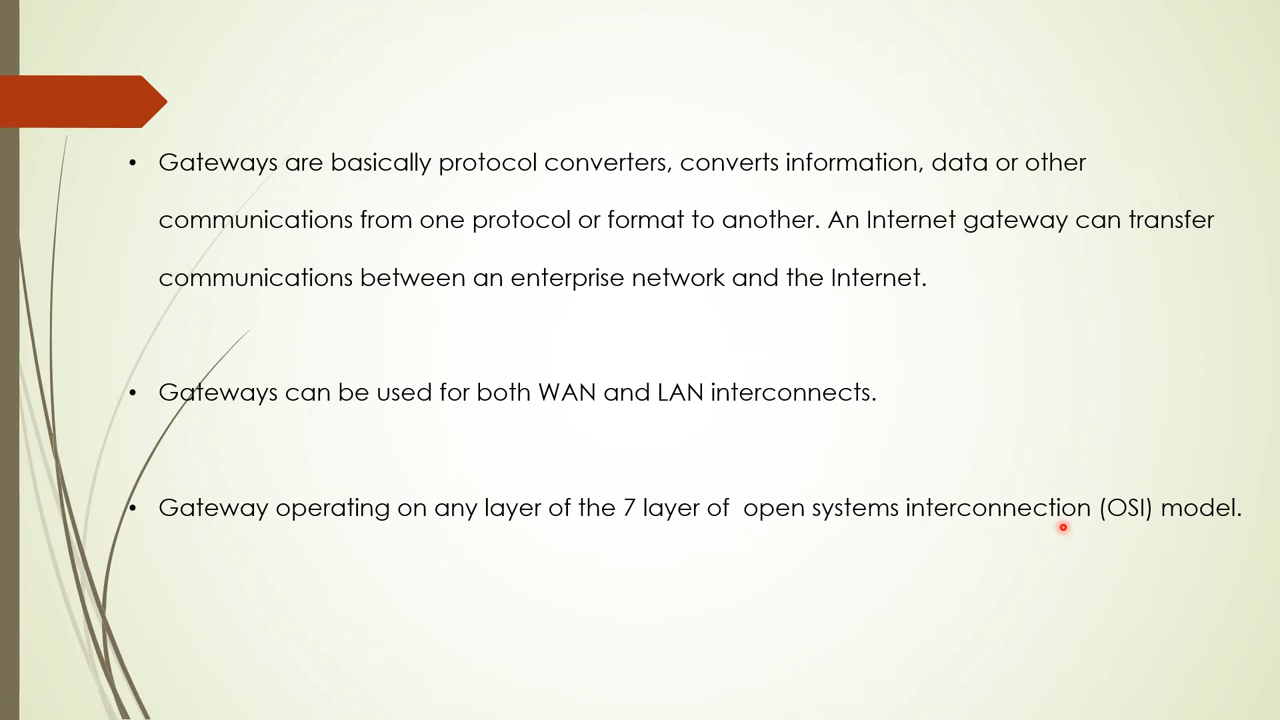 • Gateways are basically protocol converters, converts information, data or other
communications from one protocol or format to another. An Internet gateway can transfer
communications between an enterprise network and the Internet.
• Gateways can be used for both WAN and LAN interconnects.
• Gateway operating on any layer of the 7 layer of  open systems interconnection (OSI) model.